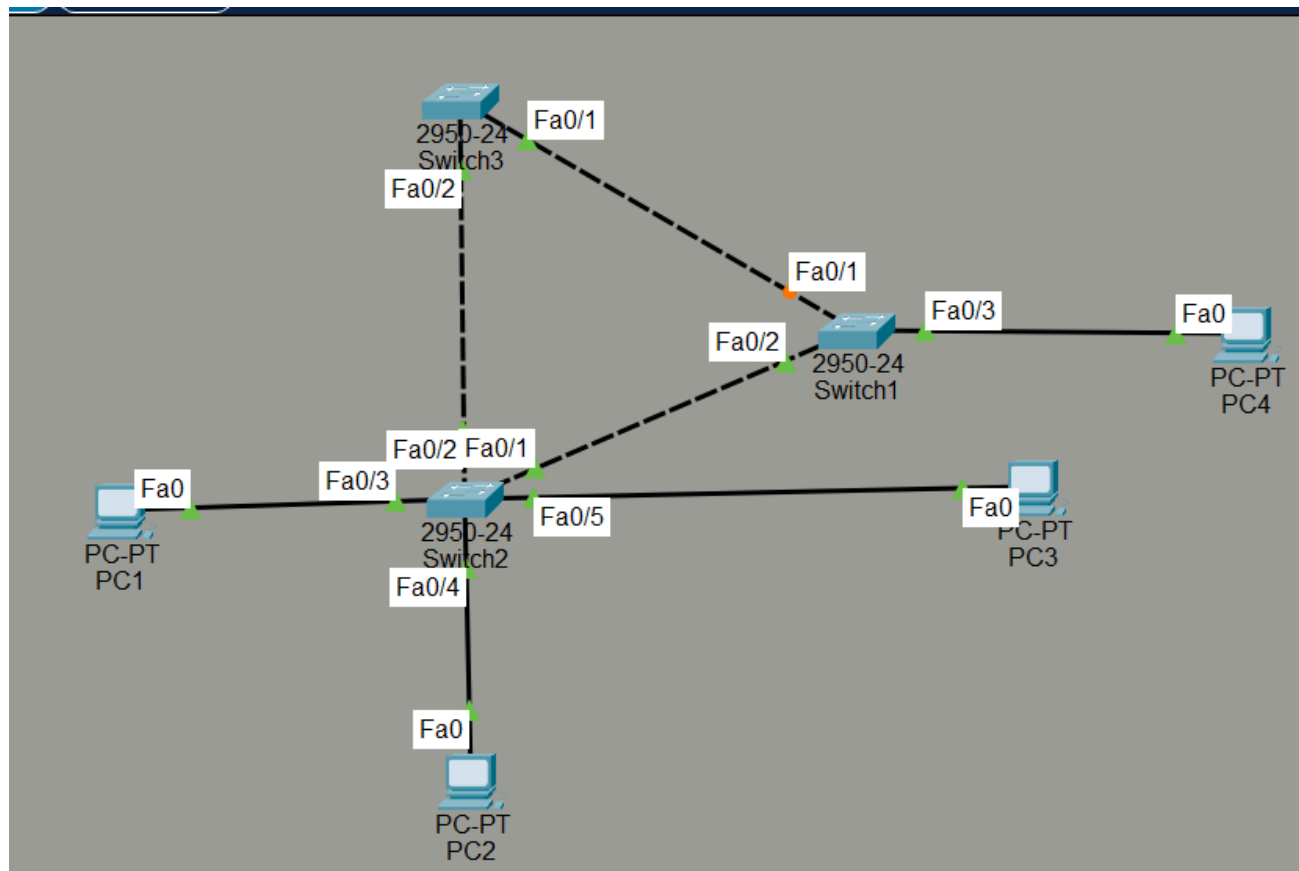 Fa0/1
2950-24
Switch3
Fa0/2
Fa0/1
Fa0/3
Fa0
Fa0/2
2950-24
Switch1
PC-PT
PC4
Fa0/2
Fa0/1
Fa0/3
Fa0
Fa0/5
Fa0
2950-24
Switch2
PC-PT
PC3
PC-PT
PC1
Fa0/4
Fa0
PC-PT
PC2